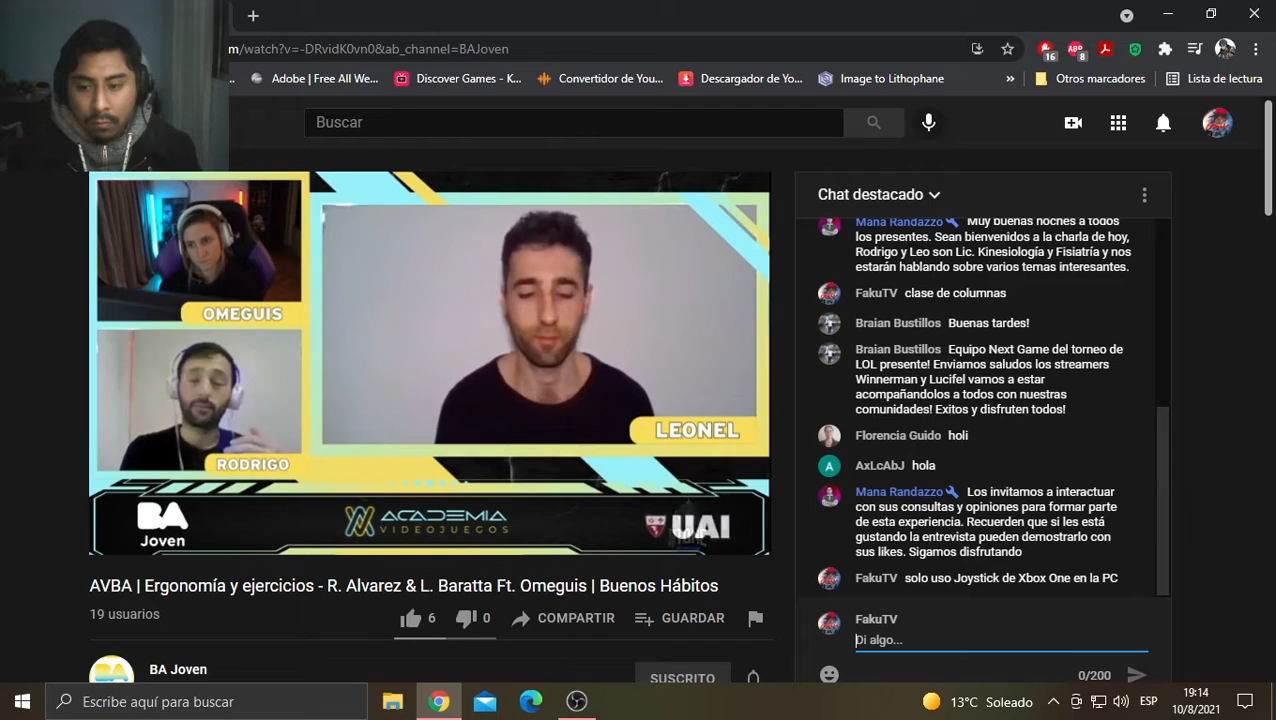 m/watch?v=-DRvidK0vn0&ab_channel=BAJoven
16
ABP
8
Adobe | Free All We...
Discover Games - K...
Convertidor de You...
Descargador de Yo...
Image to Lithophane
»
Otros marcadores
Lista de lectura
Buscar
OMEGUIS
RODRIGO
LEONEL
BA
Joven
ACADEMIA
VIDEOJUEGOS
UAI
AVBA | Ergonomía y ejercicios - R. Alvarez & L. Baratta Ft. Omeguis | Buenos Hábitos
19 usuarios
6
0
COMPARTIR
GUARDAR
BA Joven
SUSCRITO
Chat destacado
Mana Randazzo Muy buenas noches a todos
los presentes. Sean bienvenidos a la charla de hoy,
Rodrigo y Leo son Lic. Kinesiología y Fisiatría y nos
estarán hablando sobre varios temas interesantes.
FakuTV clase de columnas
Braian Bustillos Buenas tardes!
Braian Bustillos Equipo Next Game del torneo de
LOL presente! Enviamos saludos los streamers
Winnerman y Lucifel vamos a estar
acompañandolos a todos con nuestras
comunidades! Exitos y disfruten todos!
Florencia Guido holi
A AxLcAbJ hola
Mana Randazzo Los invitamos a interactuar
con sus consultas y opiniones para formar parte
de esta experiencia. Recuerden que si les está
gustando la entrevista pueden demostrarlo con
sus likes. Sigamos disfrutando
FakuTV solo uso Joystick de Xbox One en la PC
FakuTV
Di algo...
0/200
Escribe aquí para buscar
13°C Soleado
ESP
19:14
10/8/2021